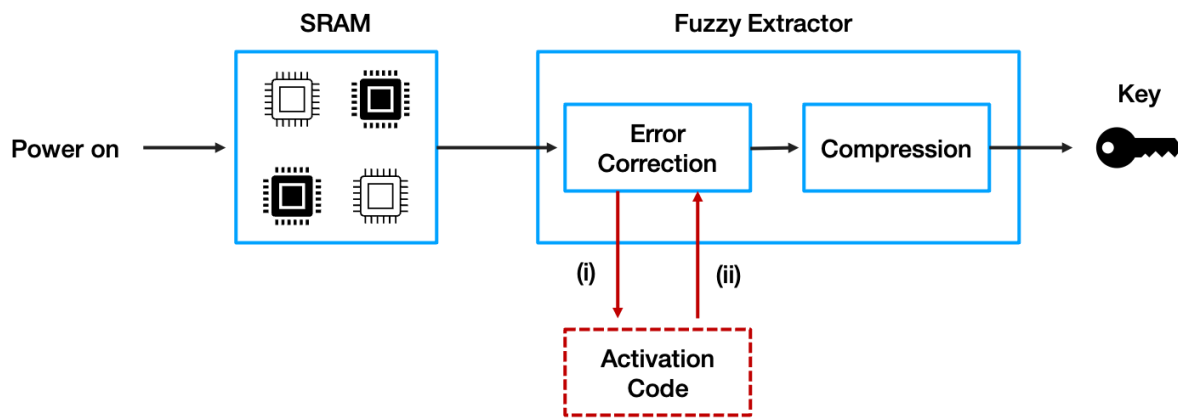 SRAM
Fuzzy Extractor
Power on
Error
Correction
Compression
Key
(i)
(ii)
Activation
Code